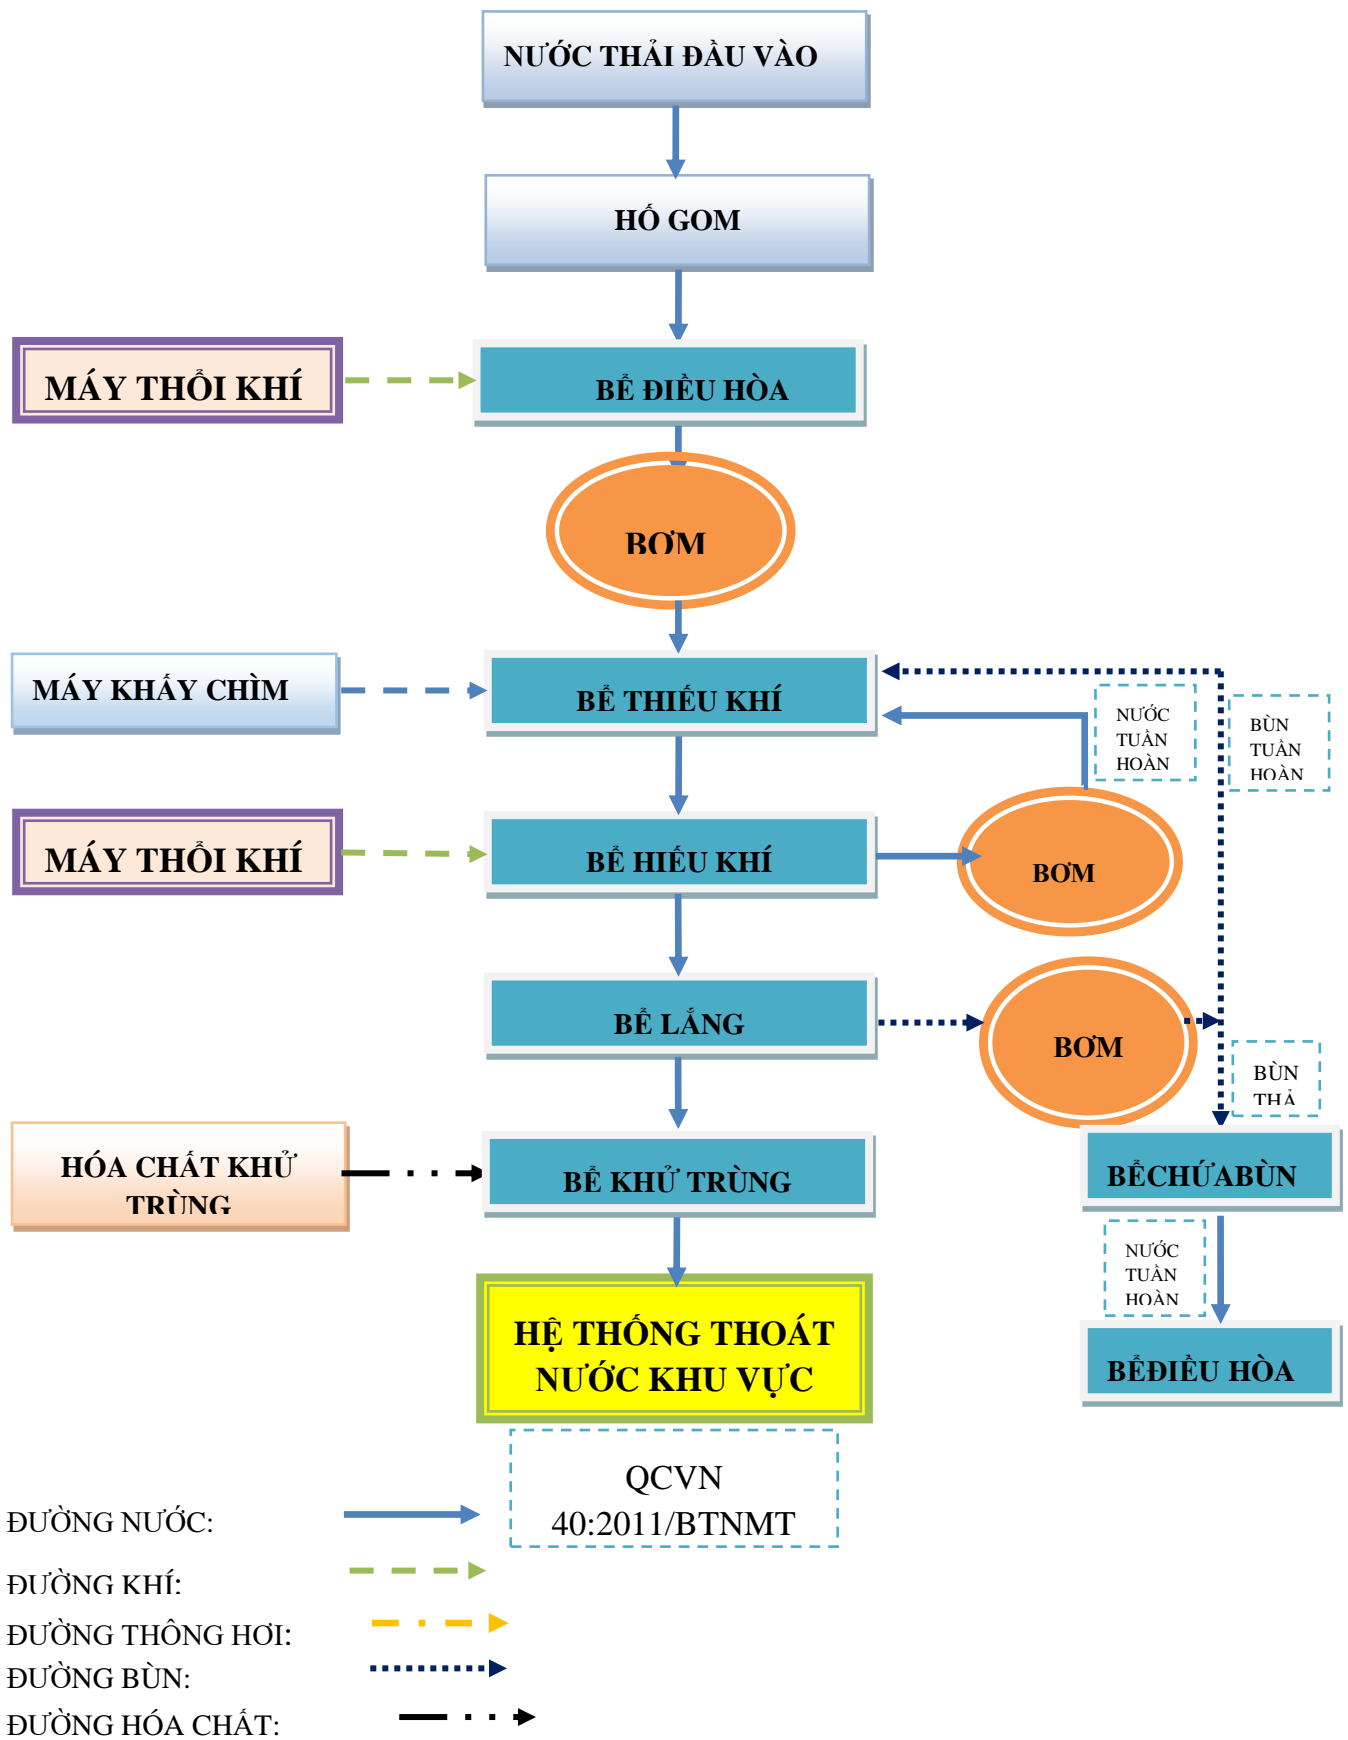 NƯỚC THẢI ĐẦU VÀO
HỐ GOM
MÁY THỔI KHÍ
BỂ ĐIỀU HÒA
BƠM
MÁY KHẤY CHÌM
BỂ THIẾU KHÍ
NƯỚC
TUẦN
HOÀN
BÙN
TUẦN
HOÀN
MÁY THỔI KHÍ
BỂ HIẾU KHÍ
BƠM
BỂ LẮNG
BƠM
BÙN
THẢ
HÓA CHẤT KHỬ
TRÙNG
BỂ KHỬ TRÙNG
BỂCHỨABÙN
NƯỚC
TUẦN
HOÀN
HỆ THỐNG THOÁT
NƯỚC KHU VỰC
BỂĐIỀU HÒA
QCVN
40:2011/BTNMT
ĐƯỜNG NƯỚC:
ĐƯỜNG KHÍ:
ĐƯỜNG THÔNG HƠI:
ĐƯỜNG BÙN:
ĐƯỜNG HÓA CHẤT: